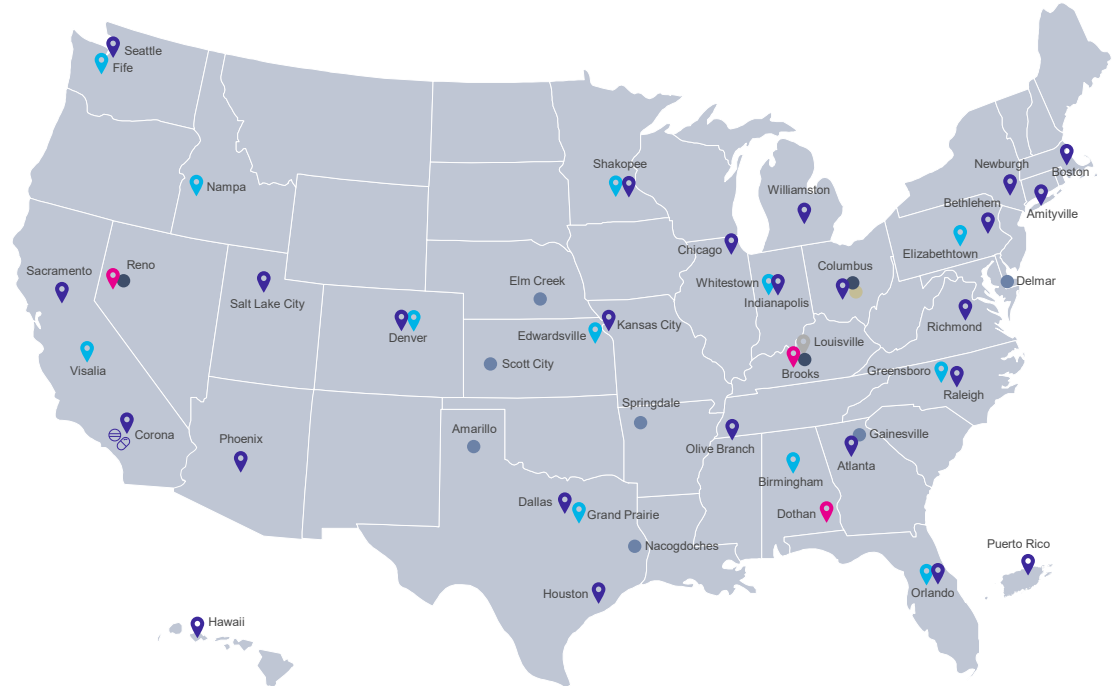 Seattle
Fife
Nampa
Shakopee
Williamston
Newburgh
Boston
Bethlehem
Amityville
Elizabethtown
Chicago
Sacramento
Reno
Salt Lake City
Elm Creek
Whitestown
Indianapolis
Columbus
Delmar
Denver
Edwardsville
Kansas City
Richmond
Visalia
Scott City
Louisville
Brooks
Greensboro
Raleigh
Corona
Phoenix
Amarillo
Springdale
Olive Branch
Gainesville
Atlanta
Birmingham
Dallas
Grand Prairie
Dothan
Nacogdoches
Houston
Orlando
Puerto Rico
Hawaii